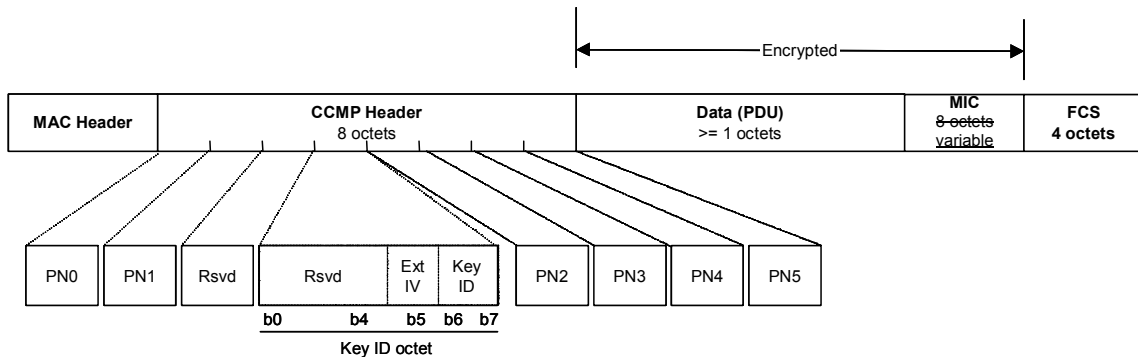 Encrypted
MAC Header
CCMP Header
8 octets
Data (PDU)
>= 1 octets
MIC
8 octets
variable
FCS
4 octets
PN0
PN1
Rsvd
Rsvd
Ext
IV
Key
ID
PN2
PN3
PN4
PN5
b0 b4 b5 b6 b7
Key ID octet